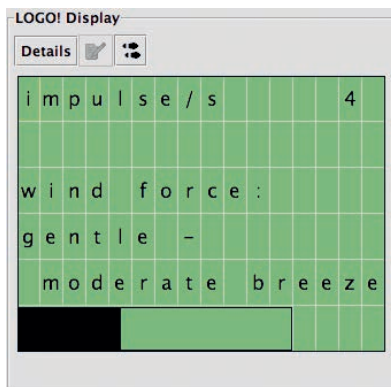 LOGO! Display
Details
impulse/s 4
wind force:
gentle -
moderate breeze